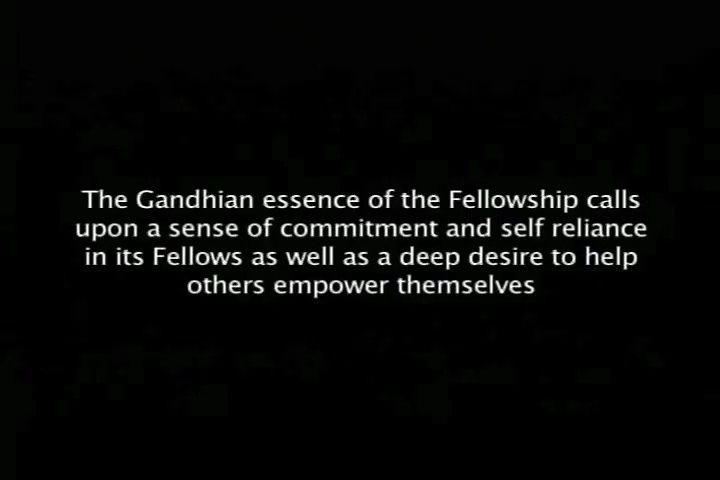 The Gandhian essence of the Fellowship calls
upon a sense of commitment and self reliance
in its Fellows as well as a deep desire to help
others empower themselves